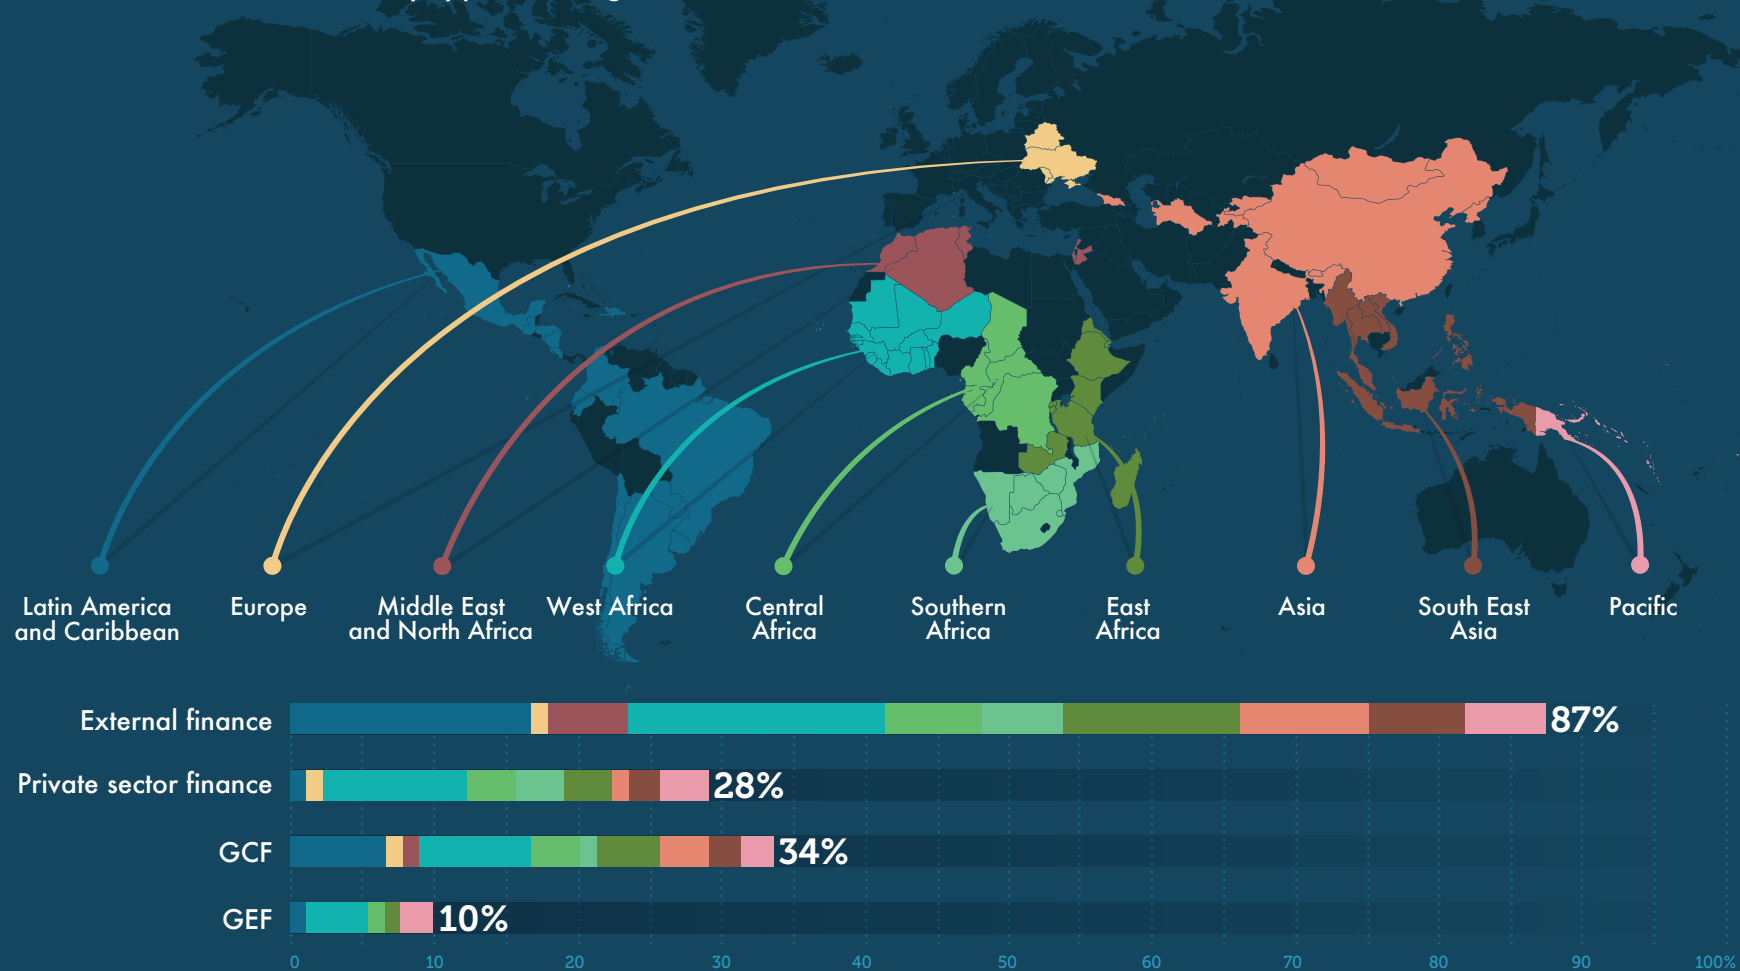 Latin America
and Caribbean
Europe
Middle East
and North Africa
West Africa
Central
Africa
Southern
Africa
East
Africa
Asia
South East
Asia
Pacific
External finance
87%
Private sector finance
28%
GCF
34%
GEF
10%
0 10 20 30 40 50 60 70 80 90 100%